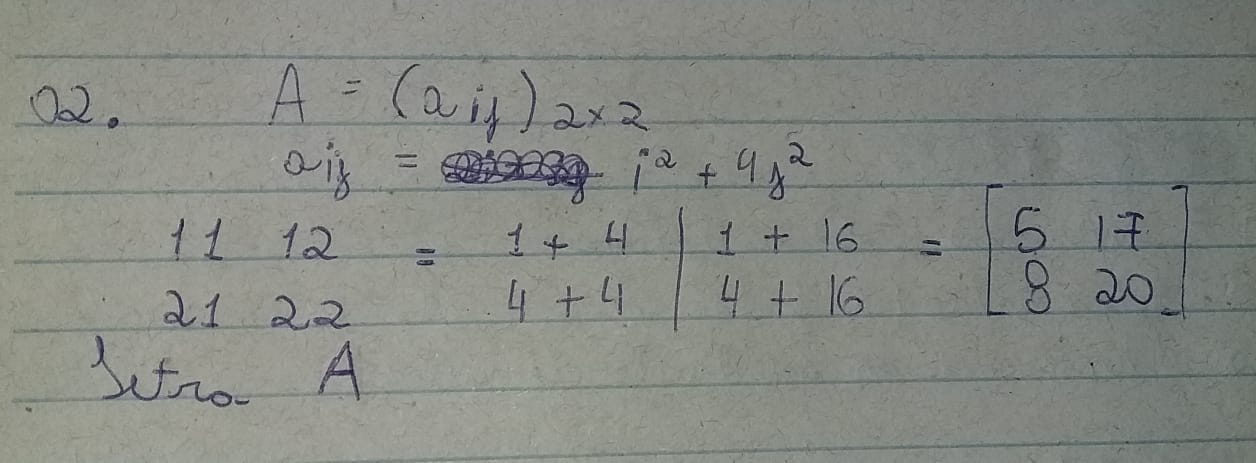 02. A = (aij)2x2
aij = i² + 4j²
11 12 = 1 + 4 | 1 + 16 = [5 17
21 22 4 + 4 | 4 + 16 8 20]
Letra A